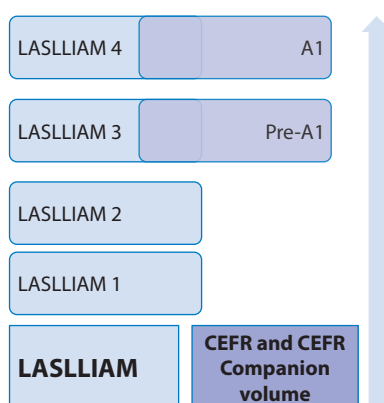 LASLLIAM 4 A1
LASLLIAM 3 Pre-A1
LASLLIAM 2
LASLLIAM 1
LASLLIAM
CEFR and CEFR
Companion
volume